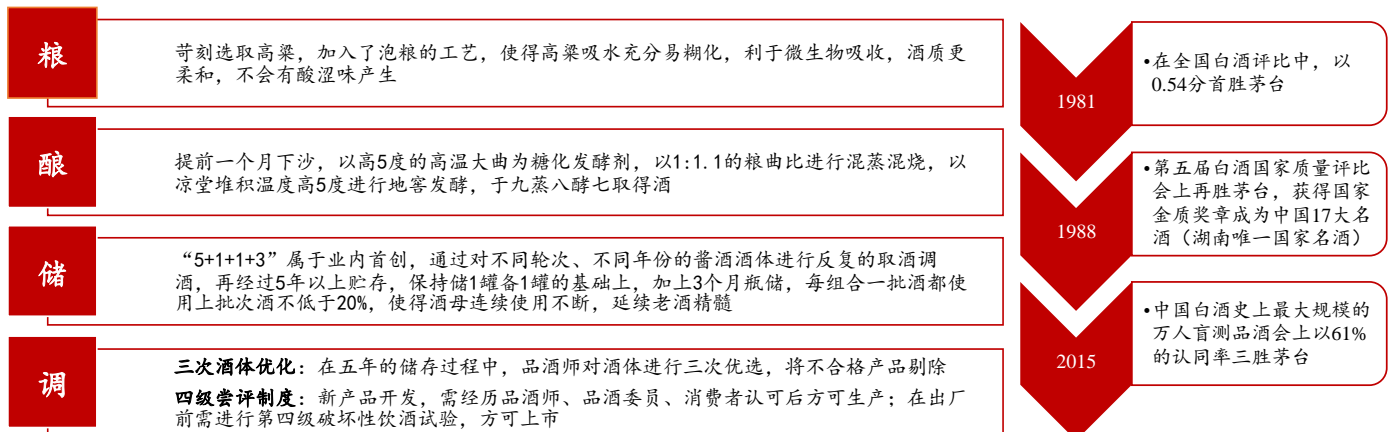 粮
苛刻选取高粱，加入了泡粮的工艺，使得高粱吸水充分易糊化，利于微生物吸收，酒质更
柔和，不会有酸涩味产生
酿
提前一个月下沙，以高5度的高温大曲为糖化发酵剂，以1:1.1的粮曲比进行混蒸混烧，以
凉堂堆积温度高5度进行地窖发酵，于九蒸八酵七取得酒
储
“5+1+1+3”属于业内首创，通过对不同轮次、不同年份的酱酒酒体进行反复的取酒调
酒，再经过5年以上贮存，保持储1罐备1罐的基础上，加上3个月瓶储，每组合一批酒都使
用上批次酒不低于20%，使得酒母连续使用不断，延续老酒精髓
调
三次酒体优化：在五年的储存过程中，品酒师对酒体进行三次优选，将不合格产品剔除
四级尝评制度：新产品开发，需经历品酒师、品酒委员、消费者认可后方可生产；在出厂
前需进行第四级破坏性饮酒试验，方可上市
1981
•在全国白酒评比中，以
0.54分首胜茅台
1988
•第五届白酒国家质量评比
会上再胜茅台，获得国家
金质奖章成为中国17大名
酒（湖南唯一国家名酒）
2015
•中国白酒史上最大规模的
万人盲测品酒会上以61%
的认同率三胜茅台